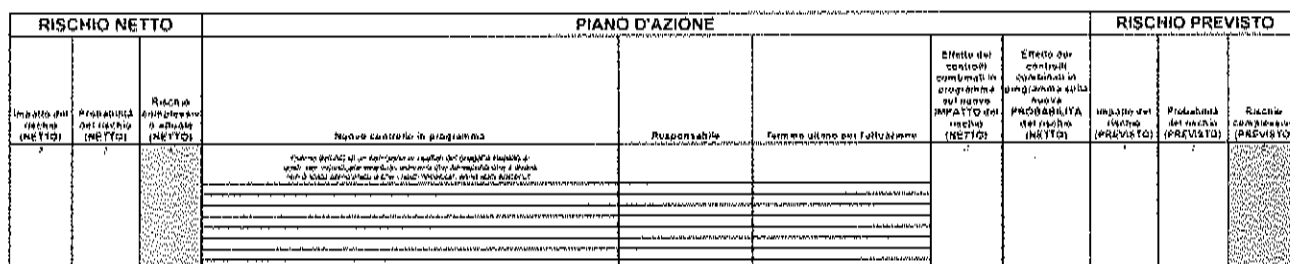 RISCHIO NETTO
PIANO D'AZIONE
RISCHIO PREVISTO
Impatto del
rischio
(NETTO)
Probabilità
del rischio
(NETTO)
Rischio
complessiv
o attuale
(NETTO)
Nuovo controllo in programma
Responsabile
Termine ultimo per l'attuazione
Effetto dei
controlli
combinati in
programma
sul nuovo
IMPATTO del
rischio
(NETTO)
Effetto dei
controlli
combinati in
programma sulla
nuova
PROBABILITÀ
del rischio
(NETTO)
Impatto del
rischio
(PREVISTO)
Probabilità
del rischio
(PREVISTO)
Rischio
complessivo
(PREVISTO)